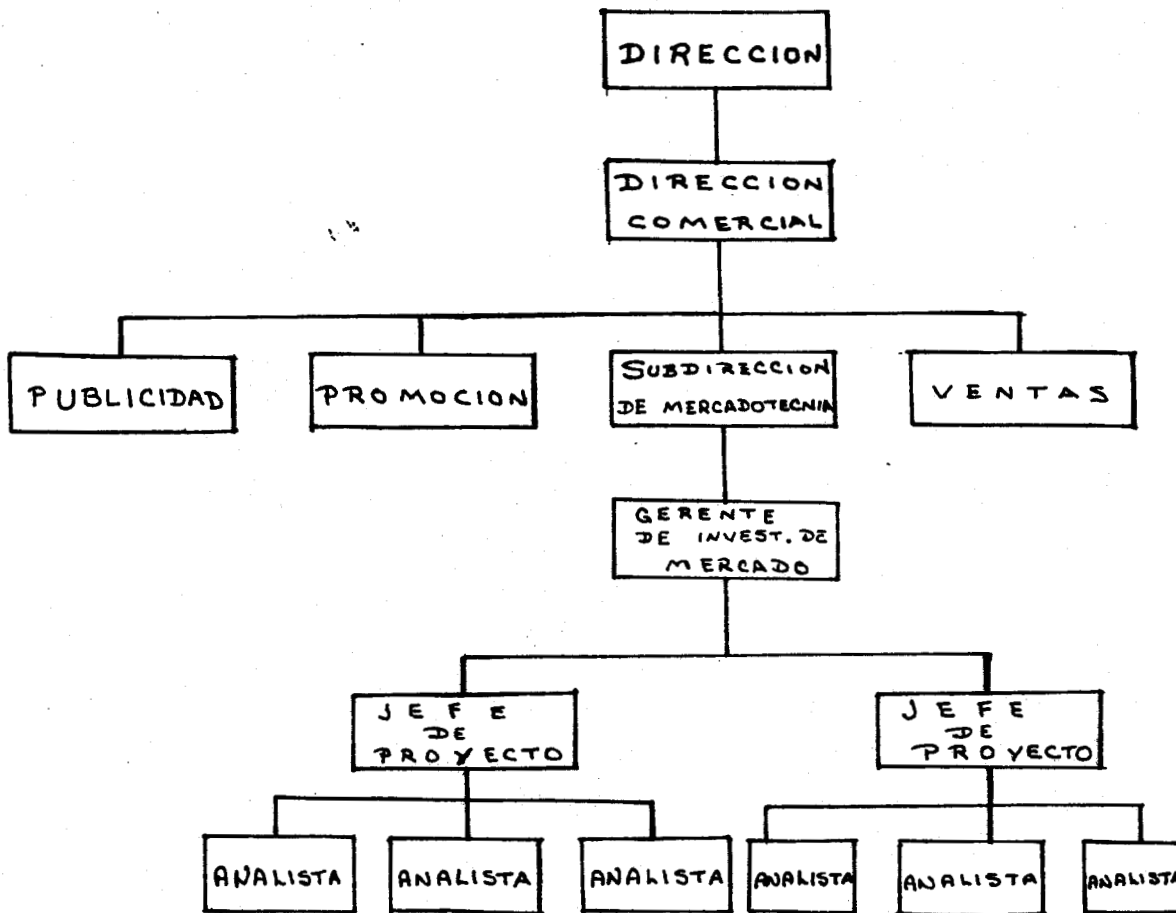 DIRECCION
DIRECCION
COMERCIAL
PUBLICIDAD
PROMOCION
SUBDIRECCION
DE MERCADOTECNIA
VENTAS
GERENTE
DE INVEST. DE
MERCADO
JEFE
DE
PROYECTO
JEFE
DE
PROYECTO
ANALISTA
ANALISTA
ANALISTA
ANALISTA
ANALISTA
ANALISTA